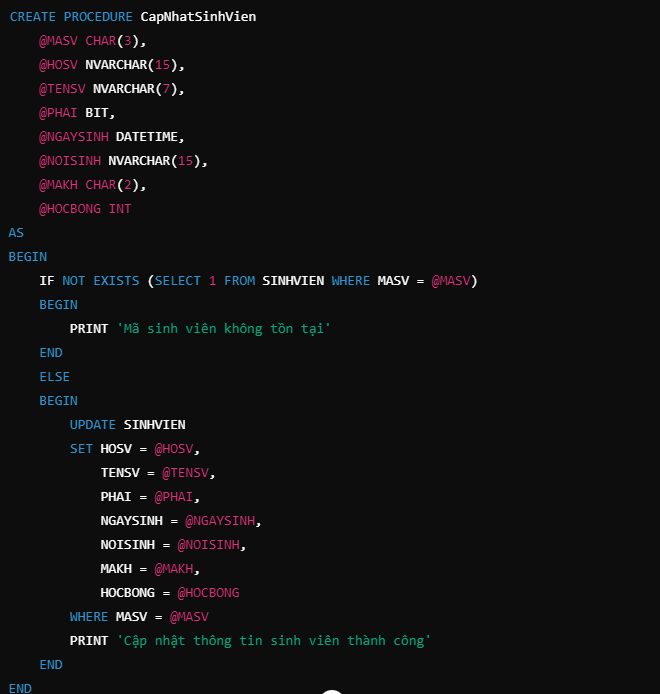 CREATE PROCEDURE CapNhatSinhVien
@MASV CHAR(3),
@HOSV NVARCHAR(15),
@TENSV NVARCHAR(7),
@PHAI BIT,
@NGAYSINH DATETIME,
@NOISINH NVARCHAR(15),
@MAKH CHAR(2),
@HOCBONG INT
AS
BEGIN
IF NOT EXISTS (SELECT 1 FROM SINHVIEN WHERE MASV = @MASV)
BEGIN
PRINT 'Mã sinh viên không tồn tại'
END
ELSE
BEGIN
UPDATE SINHVIEN
SET HOSV = @HOSV,
TENSV = @TENSV,
PHAI = @PHAI,
NGAYSINH = @NGAYSINH,
NOISINH = @NOISINH,
MAKH = @MAKH,
HOCBONG = @HOCBONG
WHERE MASV = @MASV
PRINT 'Cập nhật thông tin sinh viên thành công'
END
END